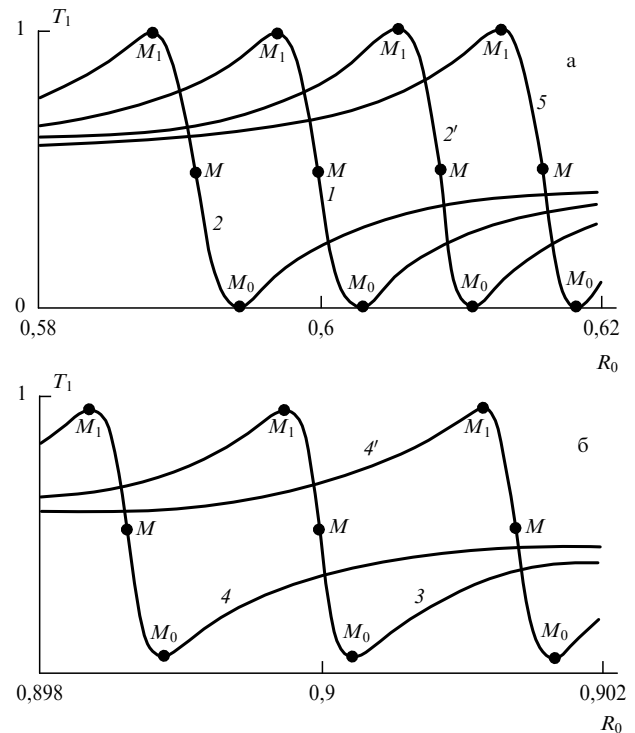 1 T₁
M₁ M₁ M₁ M₁ а
5
2′
M M M M
1
2
M₀ M₀ M₀ M₀
0
0,58 0,6 0,62
R₀
1 T₁
M₁ M₁ M₁ б
4′
M M M
4 3
M₀ M₀ M₀
0,898 0,9 0,902
R₀